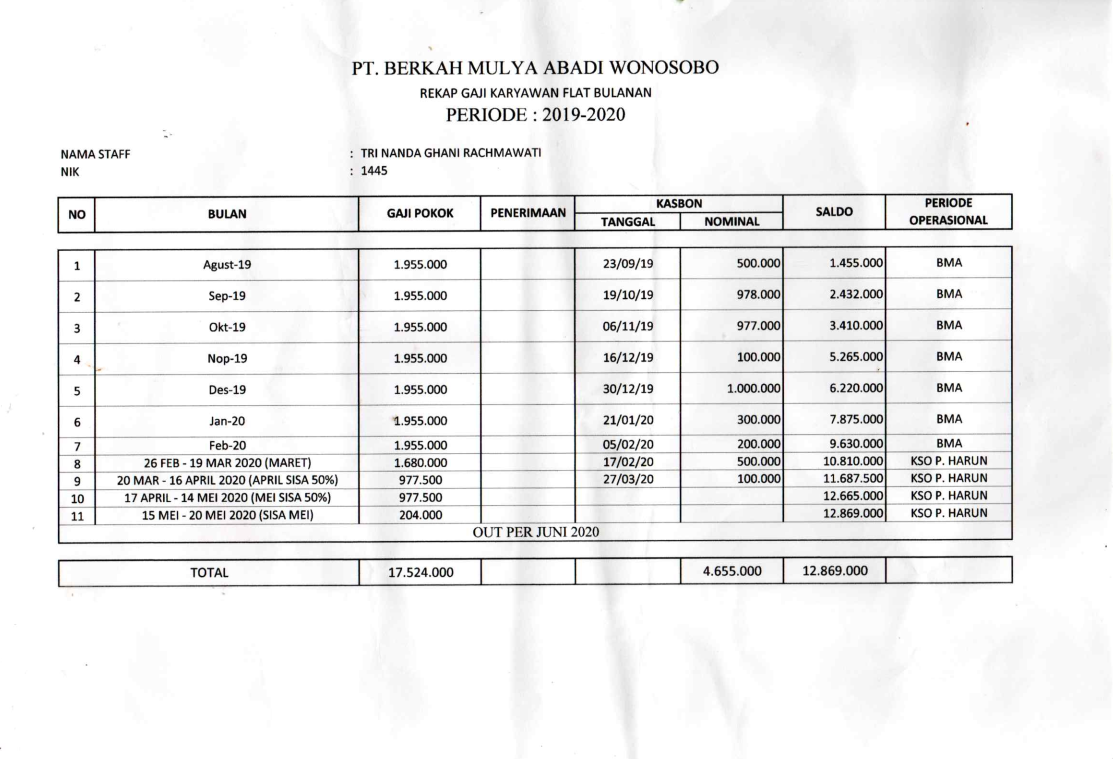 PT. BERKAH MULYA ABADI WONOSOBO
REKAP GAJI KARYAWAN FLAT BULANAN
PERIODE : 2019-2020
NAMA STAFF : TRI NANDA GHANI RACHMAWATI
NIK : 1445
NO BULAN GAJI POKOK PENERIMAAN KASBON SALDO PERIODE OPERASIONAL
TANGGAL NOMINAL
1 Agust-19 1.955.000 23/09/19 500.000 1.455.000 BMA
2 Sep-19 1.955.000 19/10/19 978.000 2.432.000 BMA
3 Okt-19 1.955.000 06/11/19 977.000 3.410.000 BMA
4 Nop-19 1.955.000 16/12/19 100.000 5.265.000 BMA
5 Des-19 1.955.000 30/12/19 1.000.000 6.220.000 BMA
6 Jan-20 1.955.000 21/01/20 300.000 7.875.000 BMA
7 Feb-20 1.955.000 05/02/20 200.000 9.630.000 BMA
8 26 FEB - 19 MAR 2020 (MARET) 1.680.000 17/02/20 500.000 10.810.000 KSO P. HARUN
9 20 MAR - 16 APRIL 2020 (APRIL SISA 50%) 977.500 27/03/20 100.000 11.687.500 KSO P. HARUN
10 17 APRIL - 14 MEI 2020 (MEI SISA 50%) 977.500 12.665.000 KSO P. HARUN
11 15 MEI - 20 MEI 2020 (SISA MEI) 204.000 12.869.000 KSO P. HARUN
OUT PER JUNI 2020
TOTAL 17.524.000 4.655.000 12.869.000